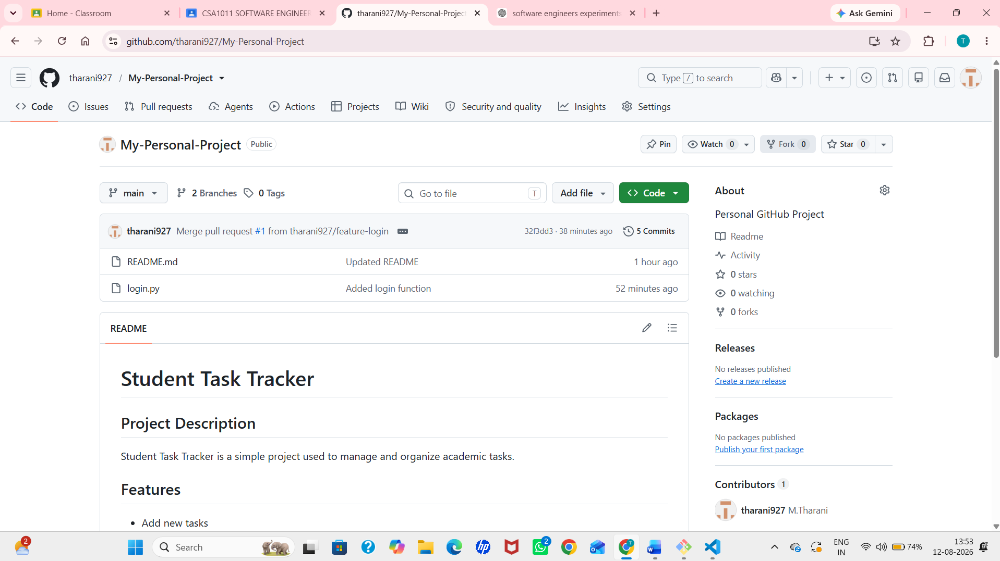 Home - Classroom
CSA1011 SOFTWARE ENGINEER
tharani927/My-Personal-Project
software engineers experiments
Ask Gemini
github.com/tharani927/My-Personal-Project
T
tharani927 / My-Personal-Project
Type / to search
Code
Issues
Pull requests
Agents
Actions
Projects
Wiki
Security and quality
Insights
Settings
My-Personal-Project
Public
Pin
Watch 0
Fork 0
Star 0
main
2 Branches
0 Tags
Go to file
T
Add file
Code
tharani927 Merge pull request #1 from tharani927/feature-login
32f3dd3 · 38 minutes ago
5 Commits
README.md
Updated README
1 hour ago
login.py
Added login function
52 minutes ago
README
Student Task Tracker
Project Description
Student Task Tracker is a simple project used to manage and organize academic tasks.
Features
Add new tasks
About
Personal GitHub Project
Readme
Activity
0 stars
0 watching
0 forks
Releases
No releases published
Create a new release
Packages
No packages published
Publish your first package
Contributors 1
tharani927 M.Tharani
2
Search
hp
2
T
W
ENG
IN
74%
13:53
12-08-2026